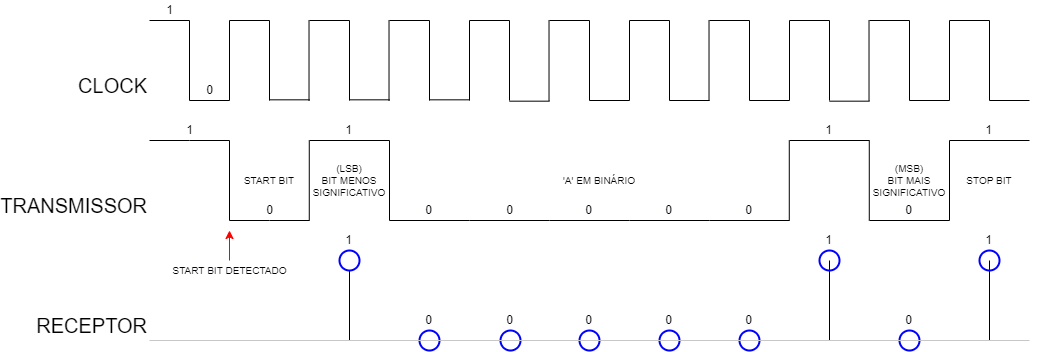 1
0
CLOCK
1
1
1
1
START BIT
(LSB)
BIT MENOS
SIGNIFICATIVO
'A' EM BINÁRIO
(MSB)
BIT MAIS
SIGNIFICATIVO
STOP BIT
TRANSMISSOR
0
0
0
0
0
0
0
START BIT DETECTADO
1
1
1
RECEPTOR
0
0
0
0
0
0